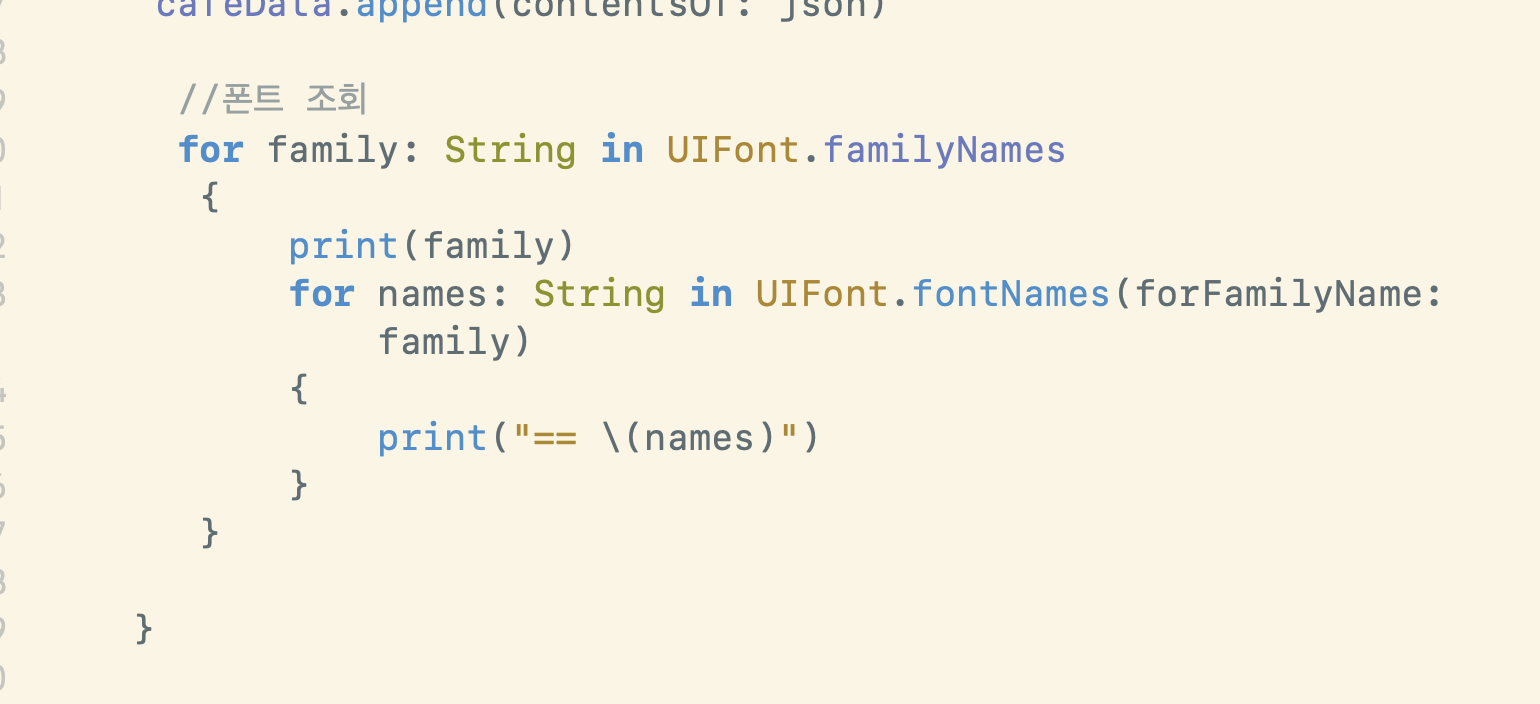 cafeData.append(contentsOf: json)
//폰트 조회
for family: String in UIFont.familyNames
{
print(family)
for names: String in UIFont.fontNames(forFamilyName:
family)
{
print("== \(names)")
}
}
}